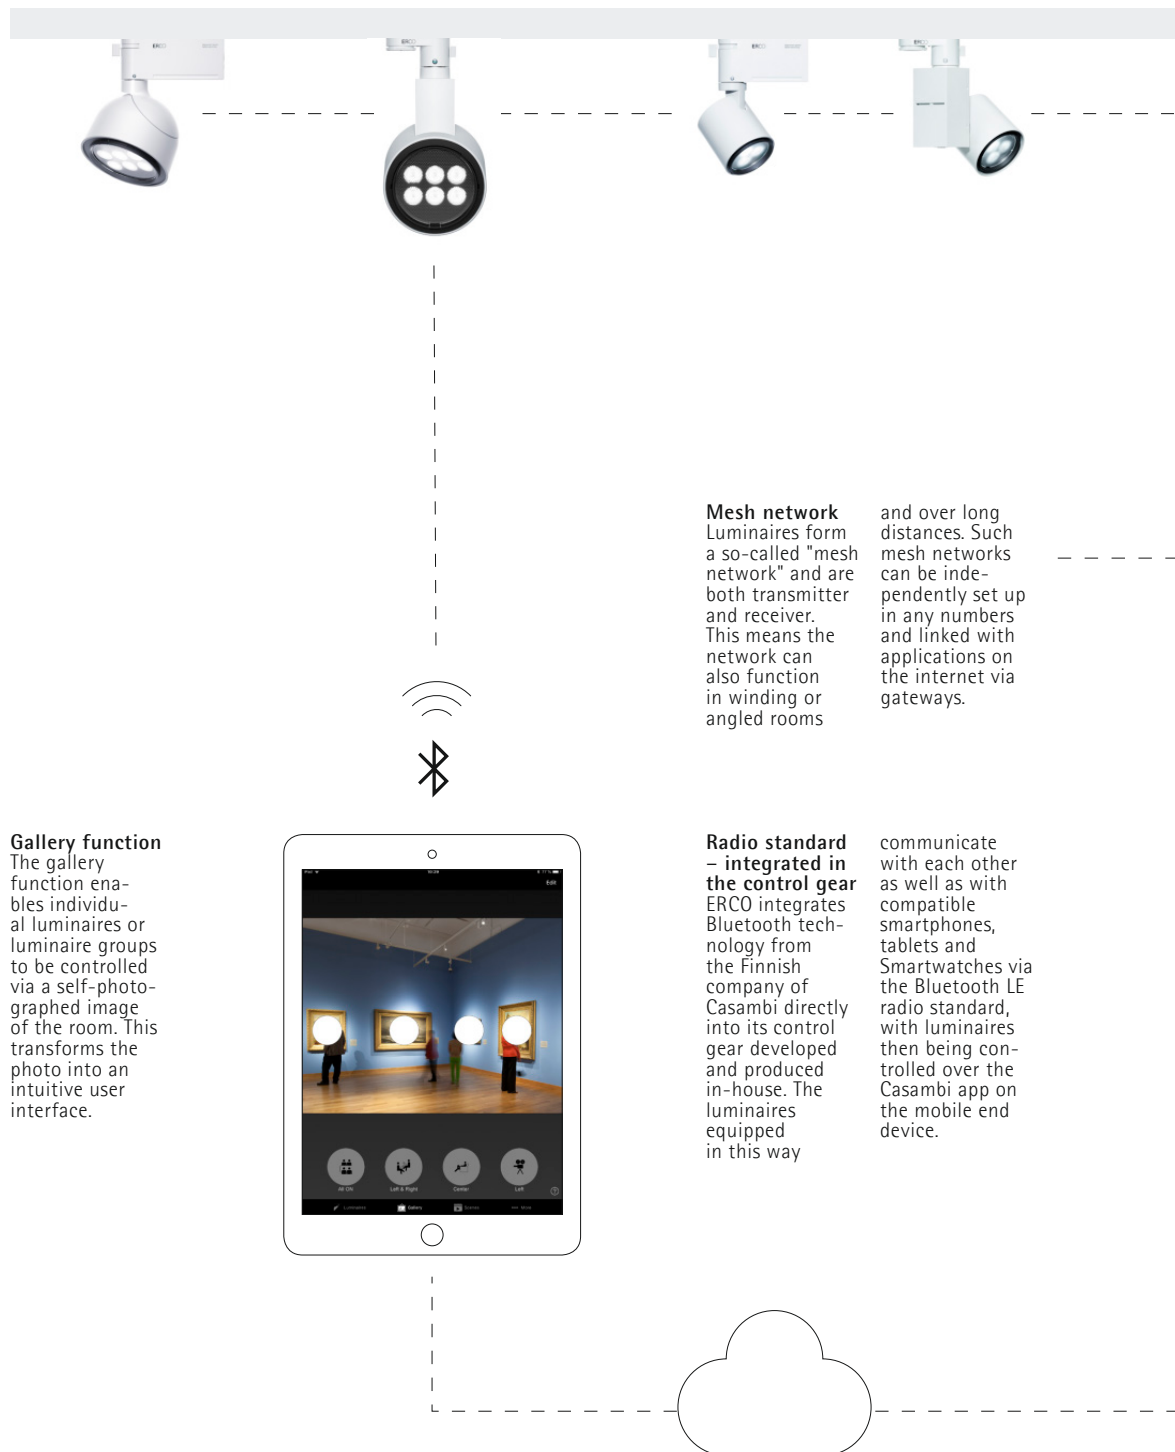 ERCO
ERCO
ERCO
ERCO
Mesh network
Luminaires form
a so-called "mesh
network" and are
both transmitter
and receiver.
This means the
network can
also function
in winding or
angled rooms
and over long
distances. Such
mesh networks
can be inde-
pendently set up
in any numbers
and linked with
applications on
the internet via
gateways.
Gallery function
The gallery
function ena-
bles individu-
al luminaires or
luminaire groups
to be controlled
via a self-photo-
graphed image
of the room. This
transforms the
photo into an
intuitive user
interface.
iPad
Edit
All On
Left & Right
Center
Left
?
Luminaires
Gallery
Scenes
More
Radio standard
– integrated in
the control gear
ERCO integrates
Bluetooth tech-
nology from
the Finnish
company of
Casambi directly
into its control
gear developed
and produced
in-house. The
luminaires
equipped
in this way
communicate
with each other
as well as with
compatible
smartphones,
tablets and
Smartwatches via
the Bluetooth LE
radio standard,
with luminaires
then being con-
trolled over the
Casambi app on
the mobile end
device.